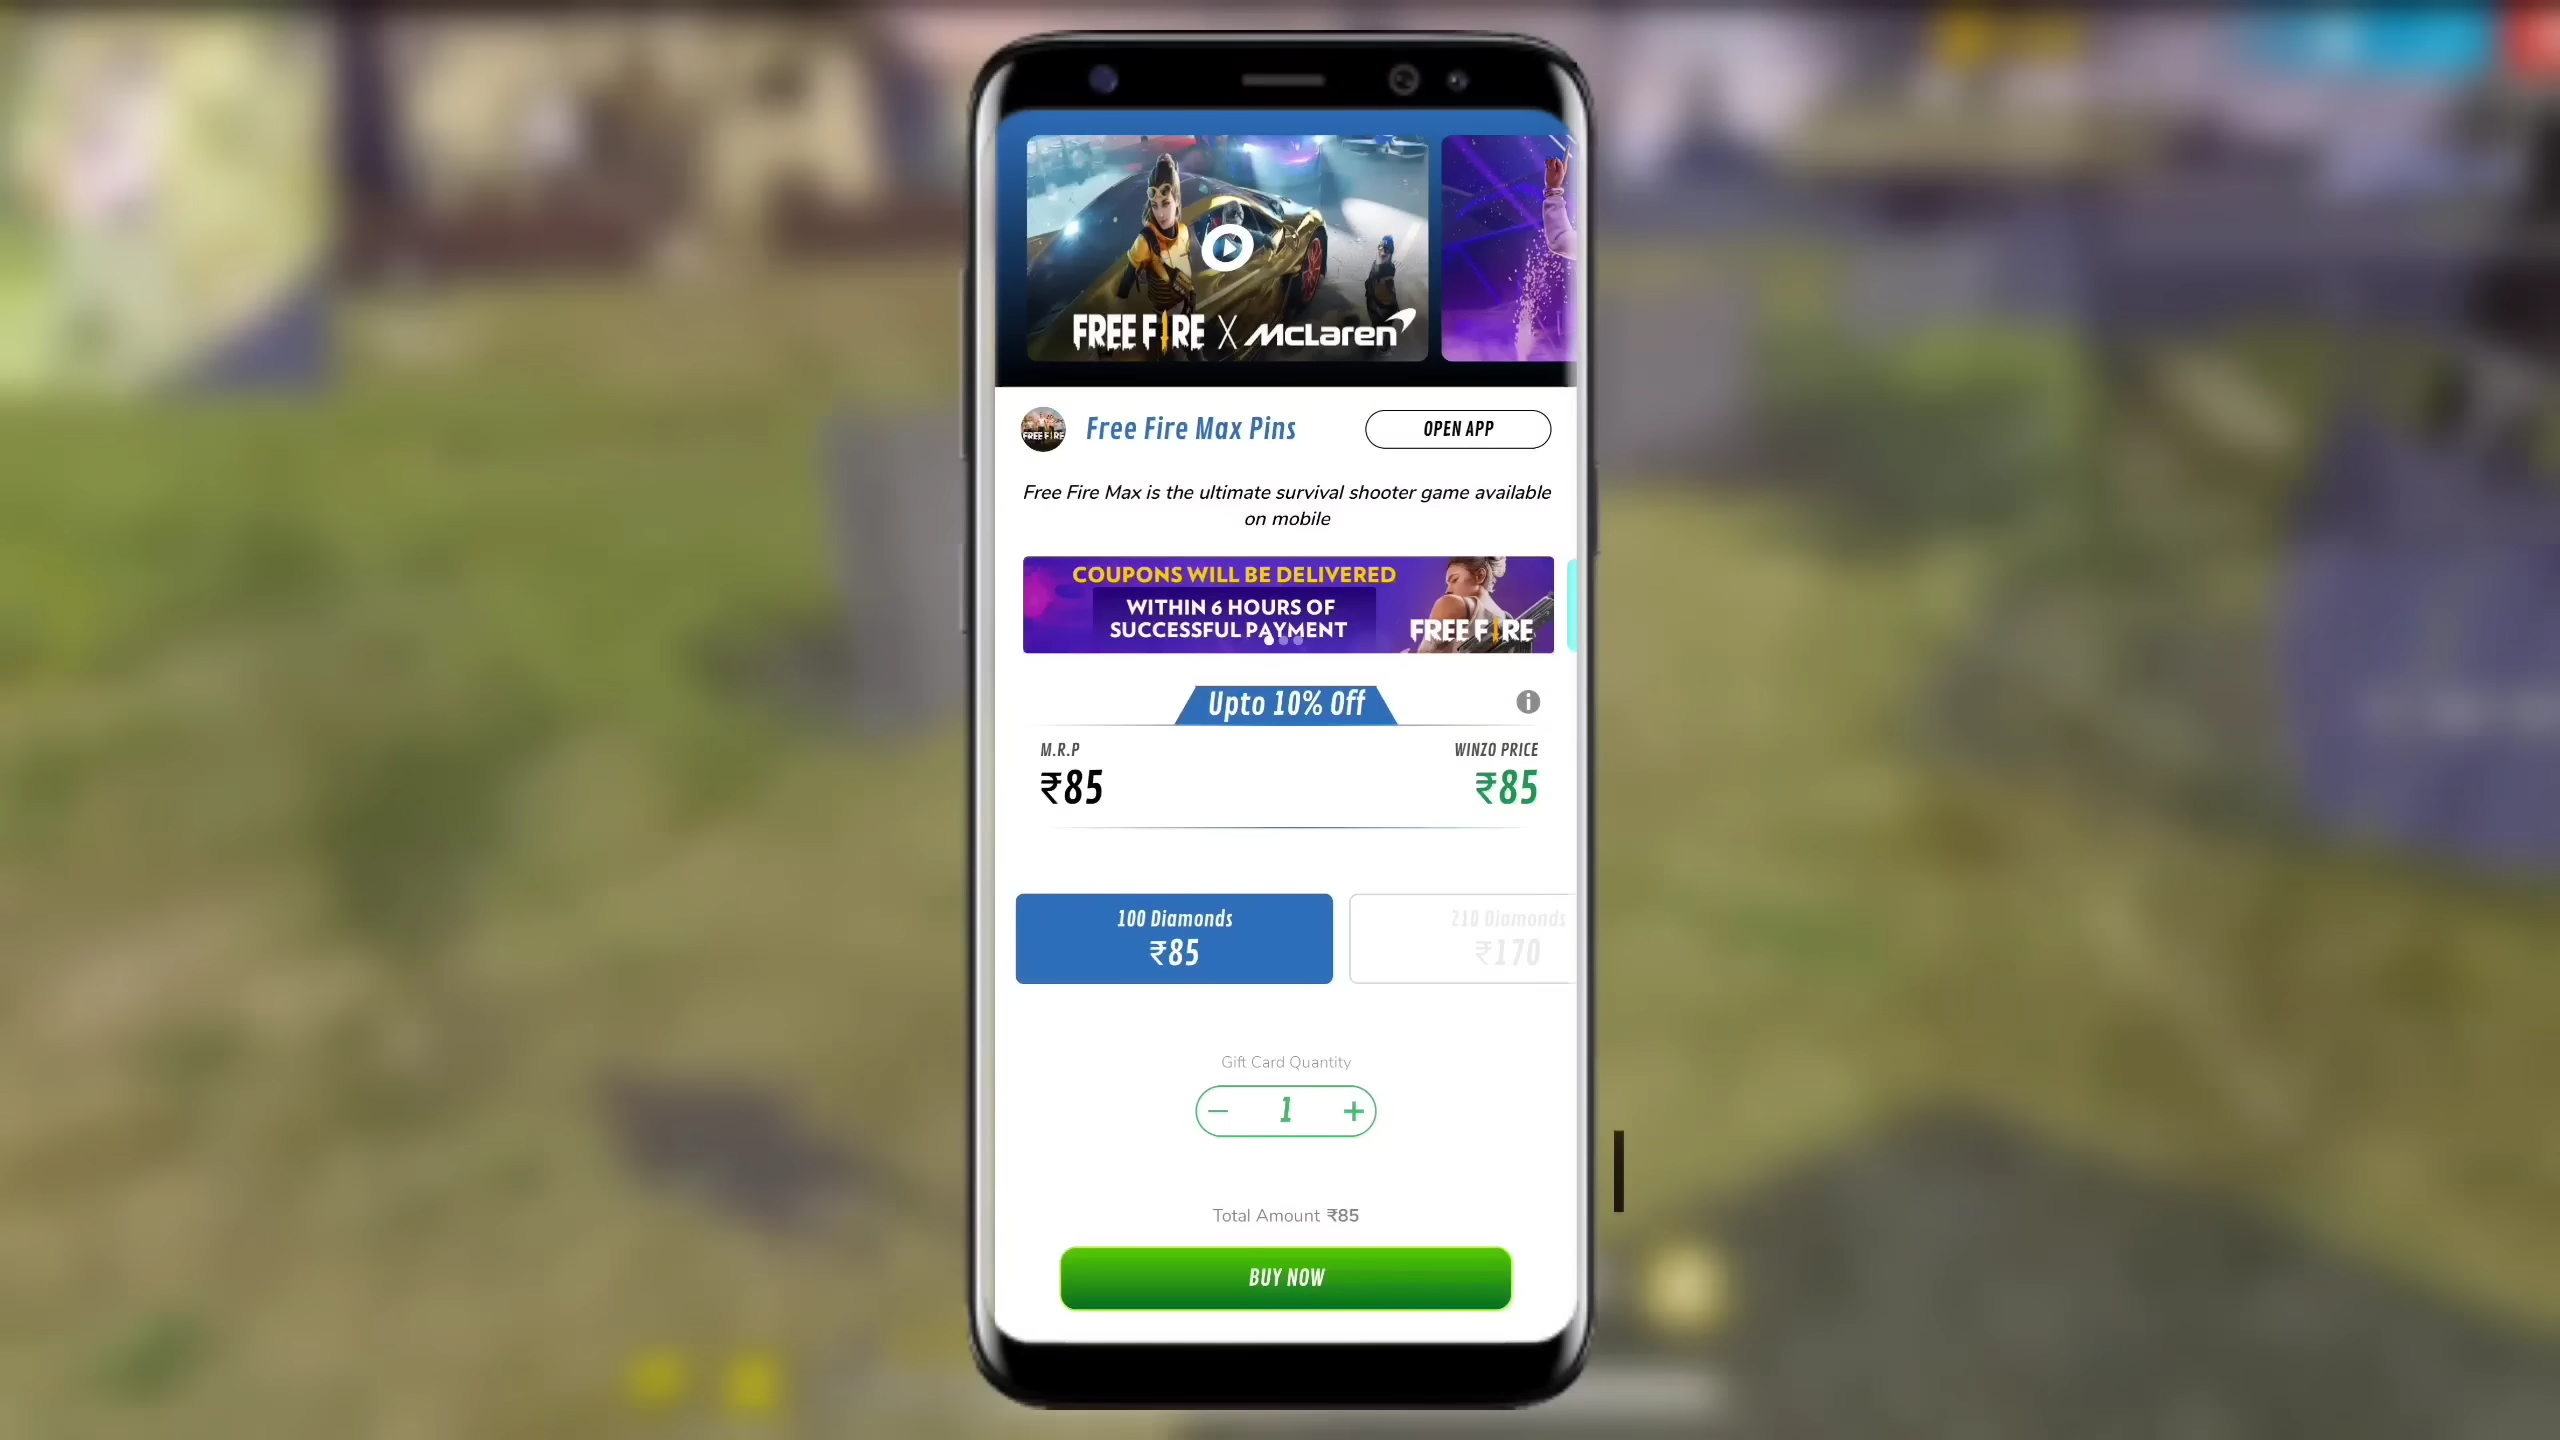 FREE FIRE X McLaren
Free Fire Max Pins
OPEN APP
FREE FIRE
Free Fire Max is the ultimate survival shooter game available
on mobile
COUPONS WILL BE DELIVERED
WITHIN 6 HOURS OF
SUCCESSFUL PAYMENT
FREE FIRE
Upto 10% Off
M.R.P
WINZO PRICE
₹85
₹85
100 Diamonds
₹85
210 Diamonds
₹170
Gift Card Quantity
− 1 +
Total Amount ₹85
BUY NOW